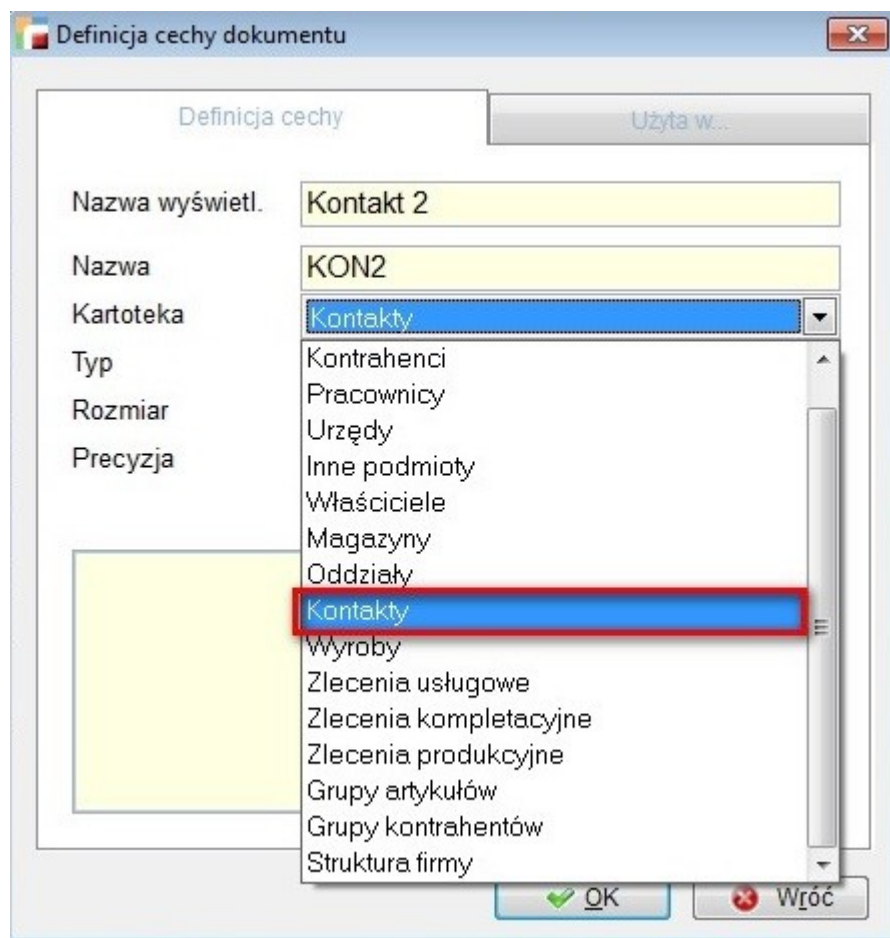 Definicja cechy dokumentu
Definicja cechy
Użyta w...
Nazwa wyświetl. Kontakt 2
Nazwa KON2
Kartoteka Kontakty
Typ
Rozmiar
Precyzja
Kontrahenci
Pracownicy
Urzędy
Inne podmioty
Właściciele
Magazyny
Oddziały
Kontakty
Wyroby
Zlecenia usługowe
Zlecenia kompletacyjne
Zlecenia produkcyjne
Grupy artykułów
Grupy kontrahentów
Struktura firmy
OK
Wróć